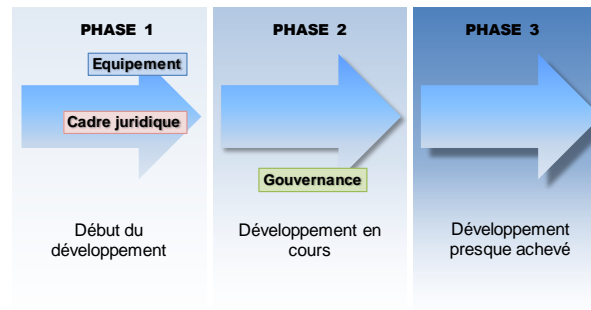 PHASE 1
Equipement
Cadre juridique
Début du
développement
PHASE 2
Gouvernance
Développement en
cours
PHASE 3
Développement
presque achevé